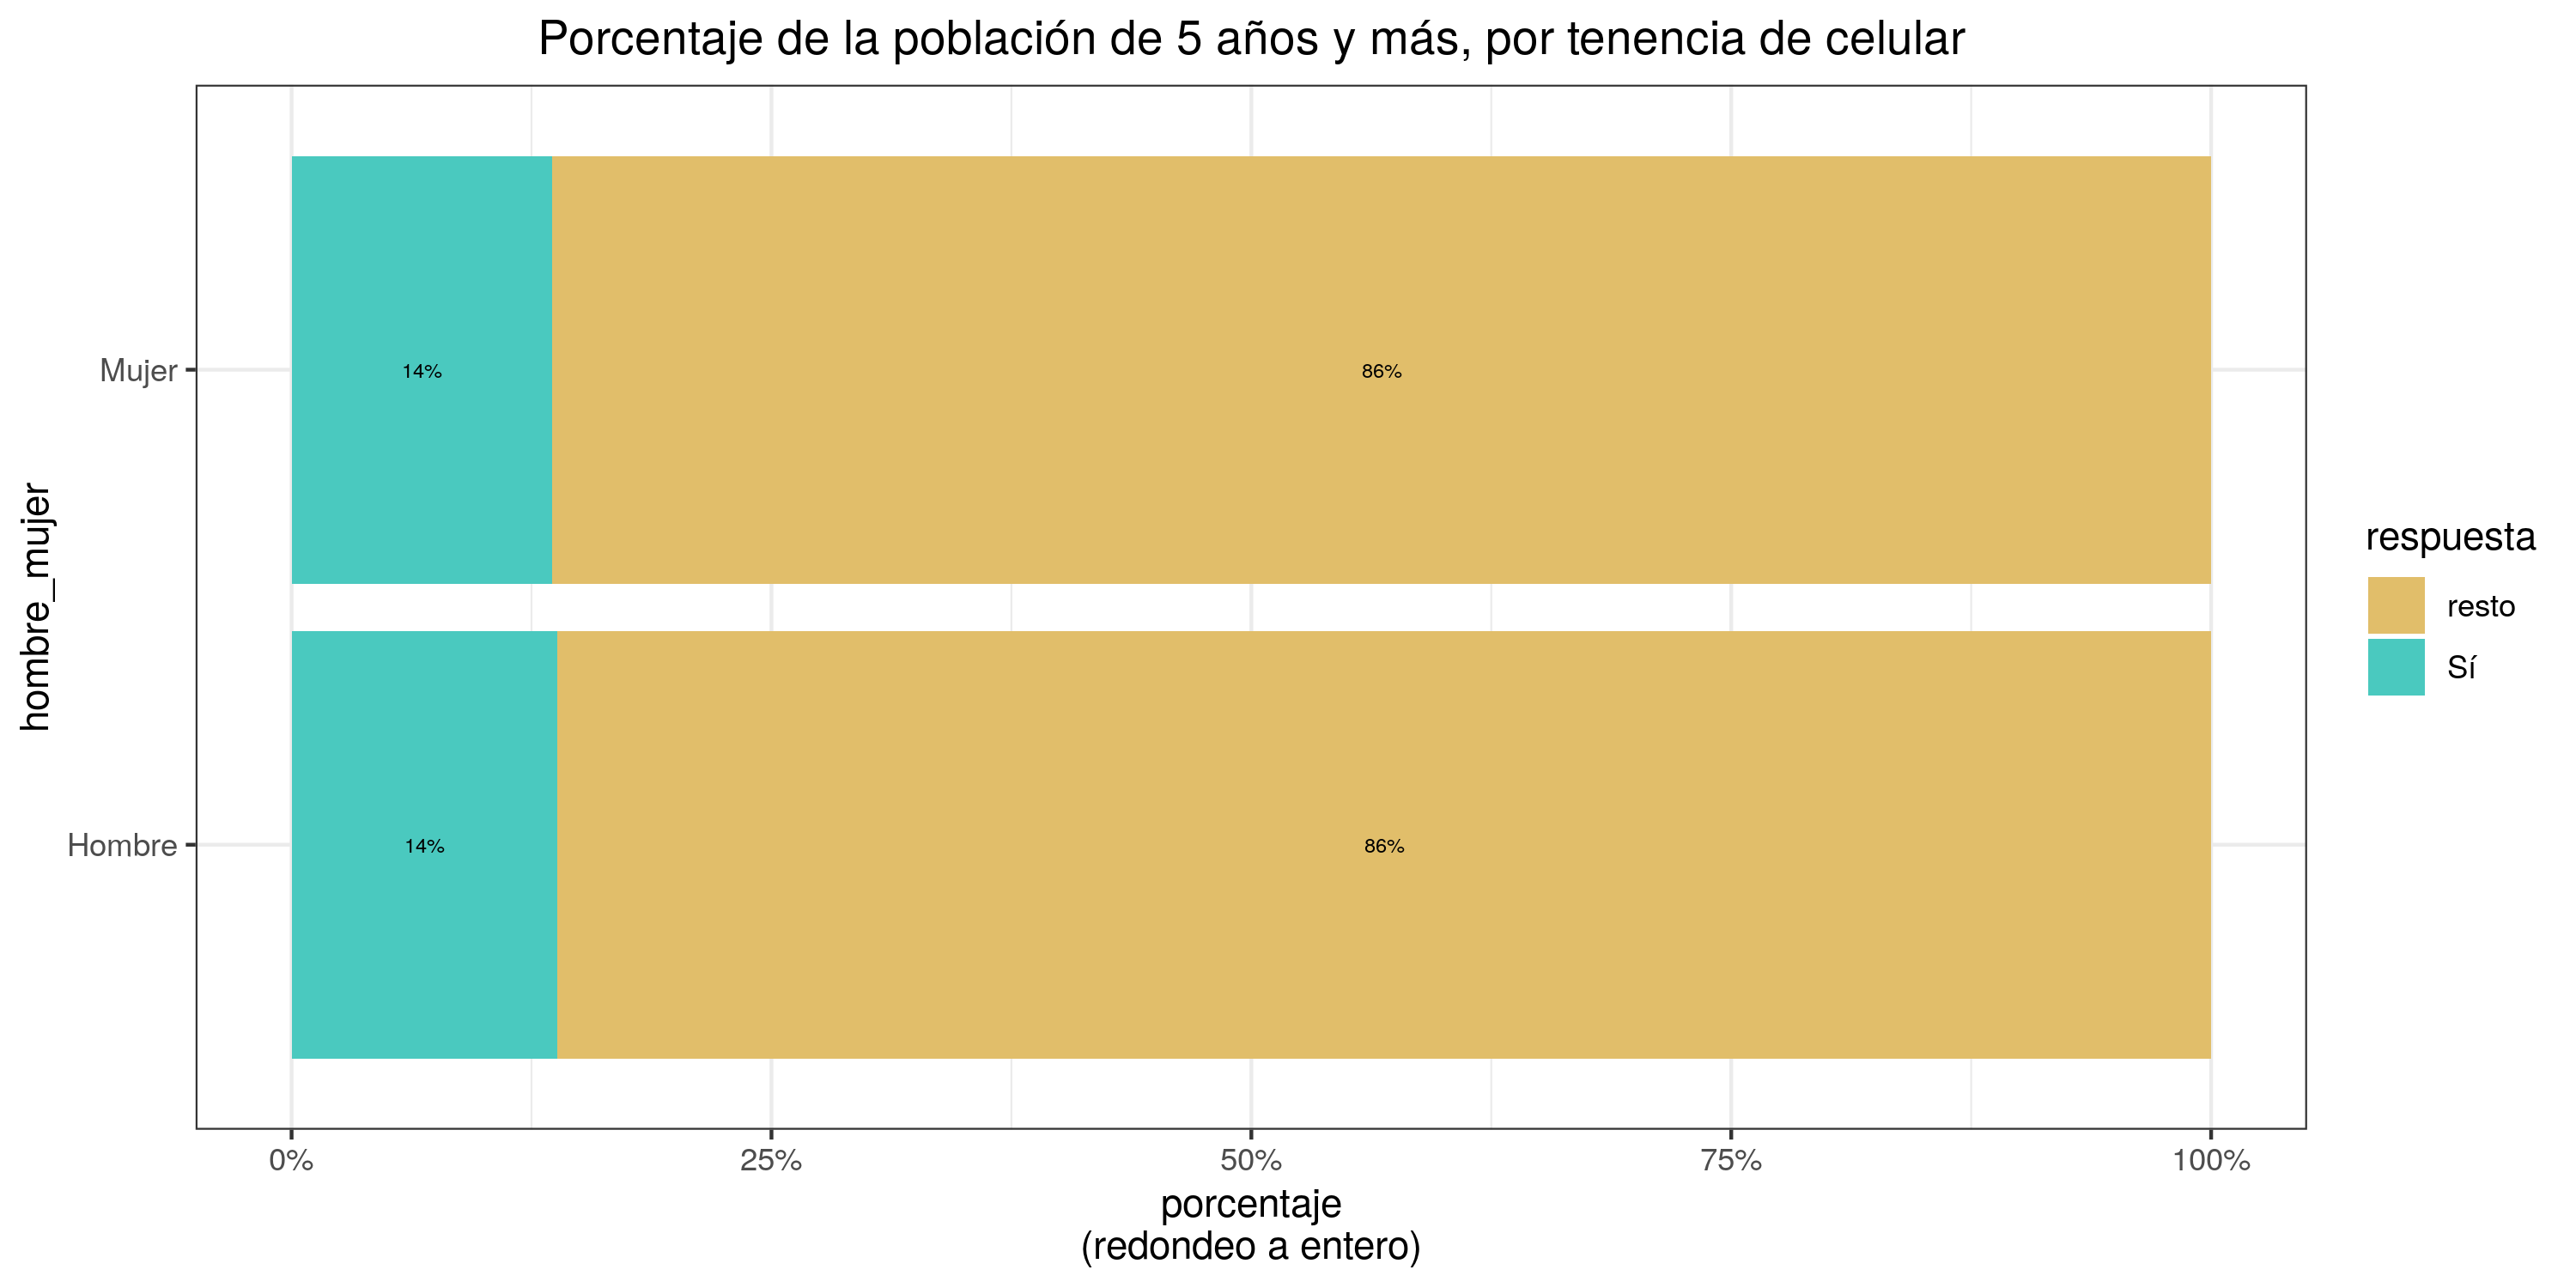 Porcentaje de la población de 5 años y más, por tenencia de celular
hombre_mujer
Mujer
14%
86%
Hombre
14%
86%
0%
25%
50%
75%
100%
porcentaje
(redondeo a entero)
respuesta
resto
Sí